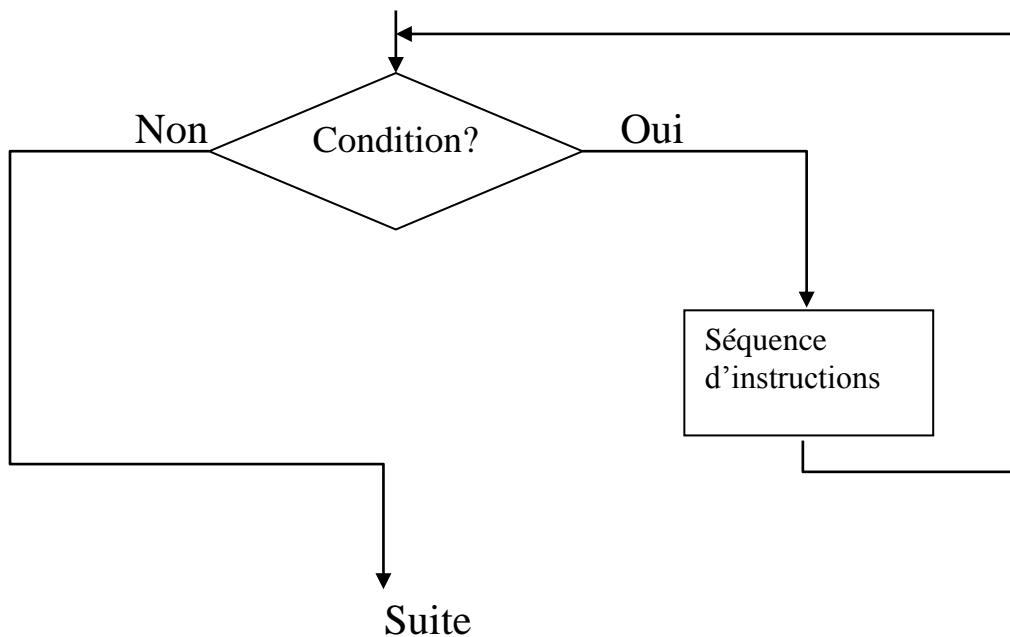 Non
Condition?
Oui
Séquence
d’instructions
Suite